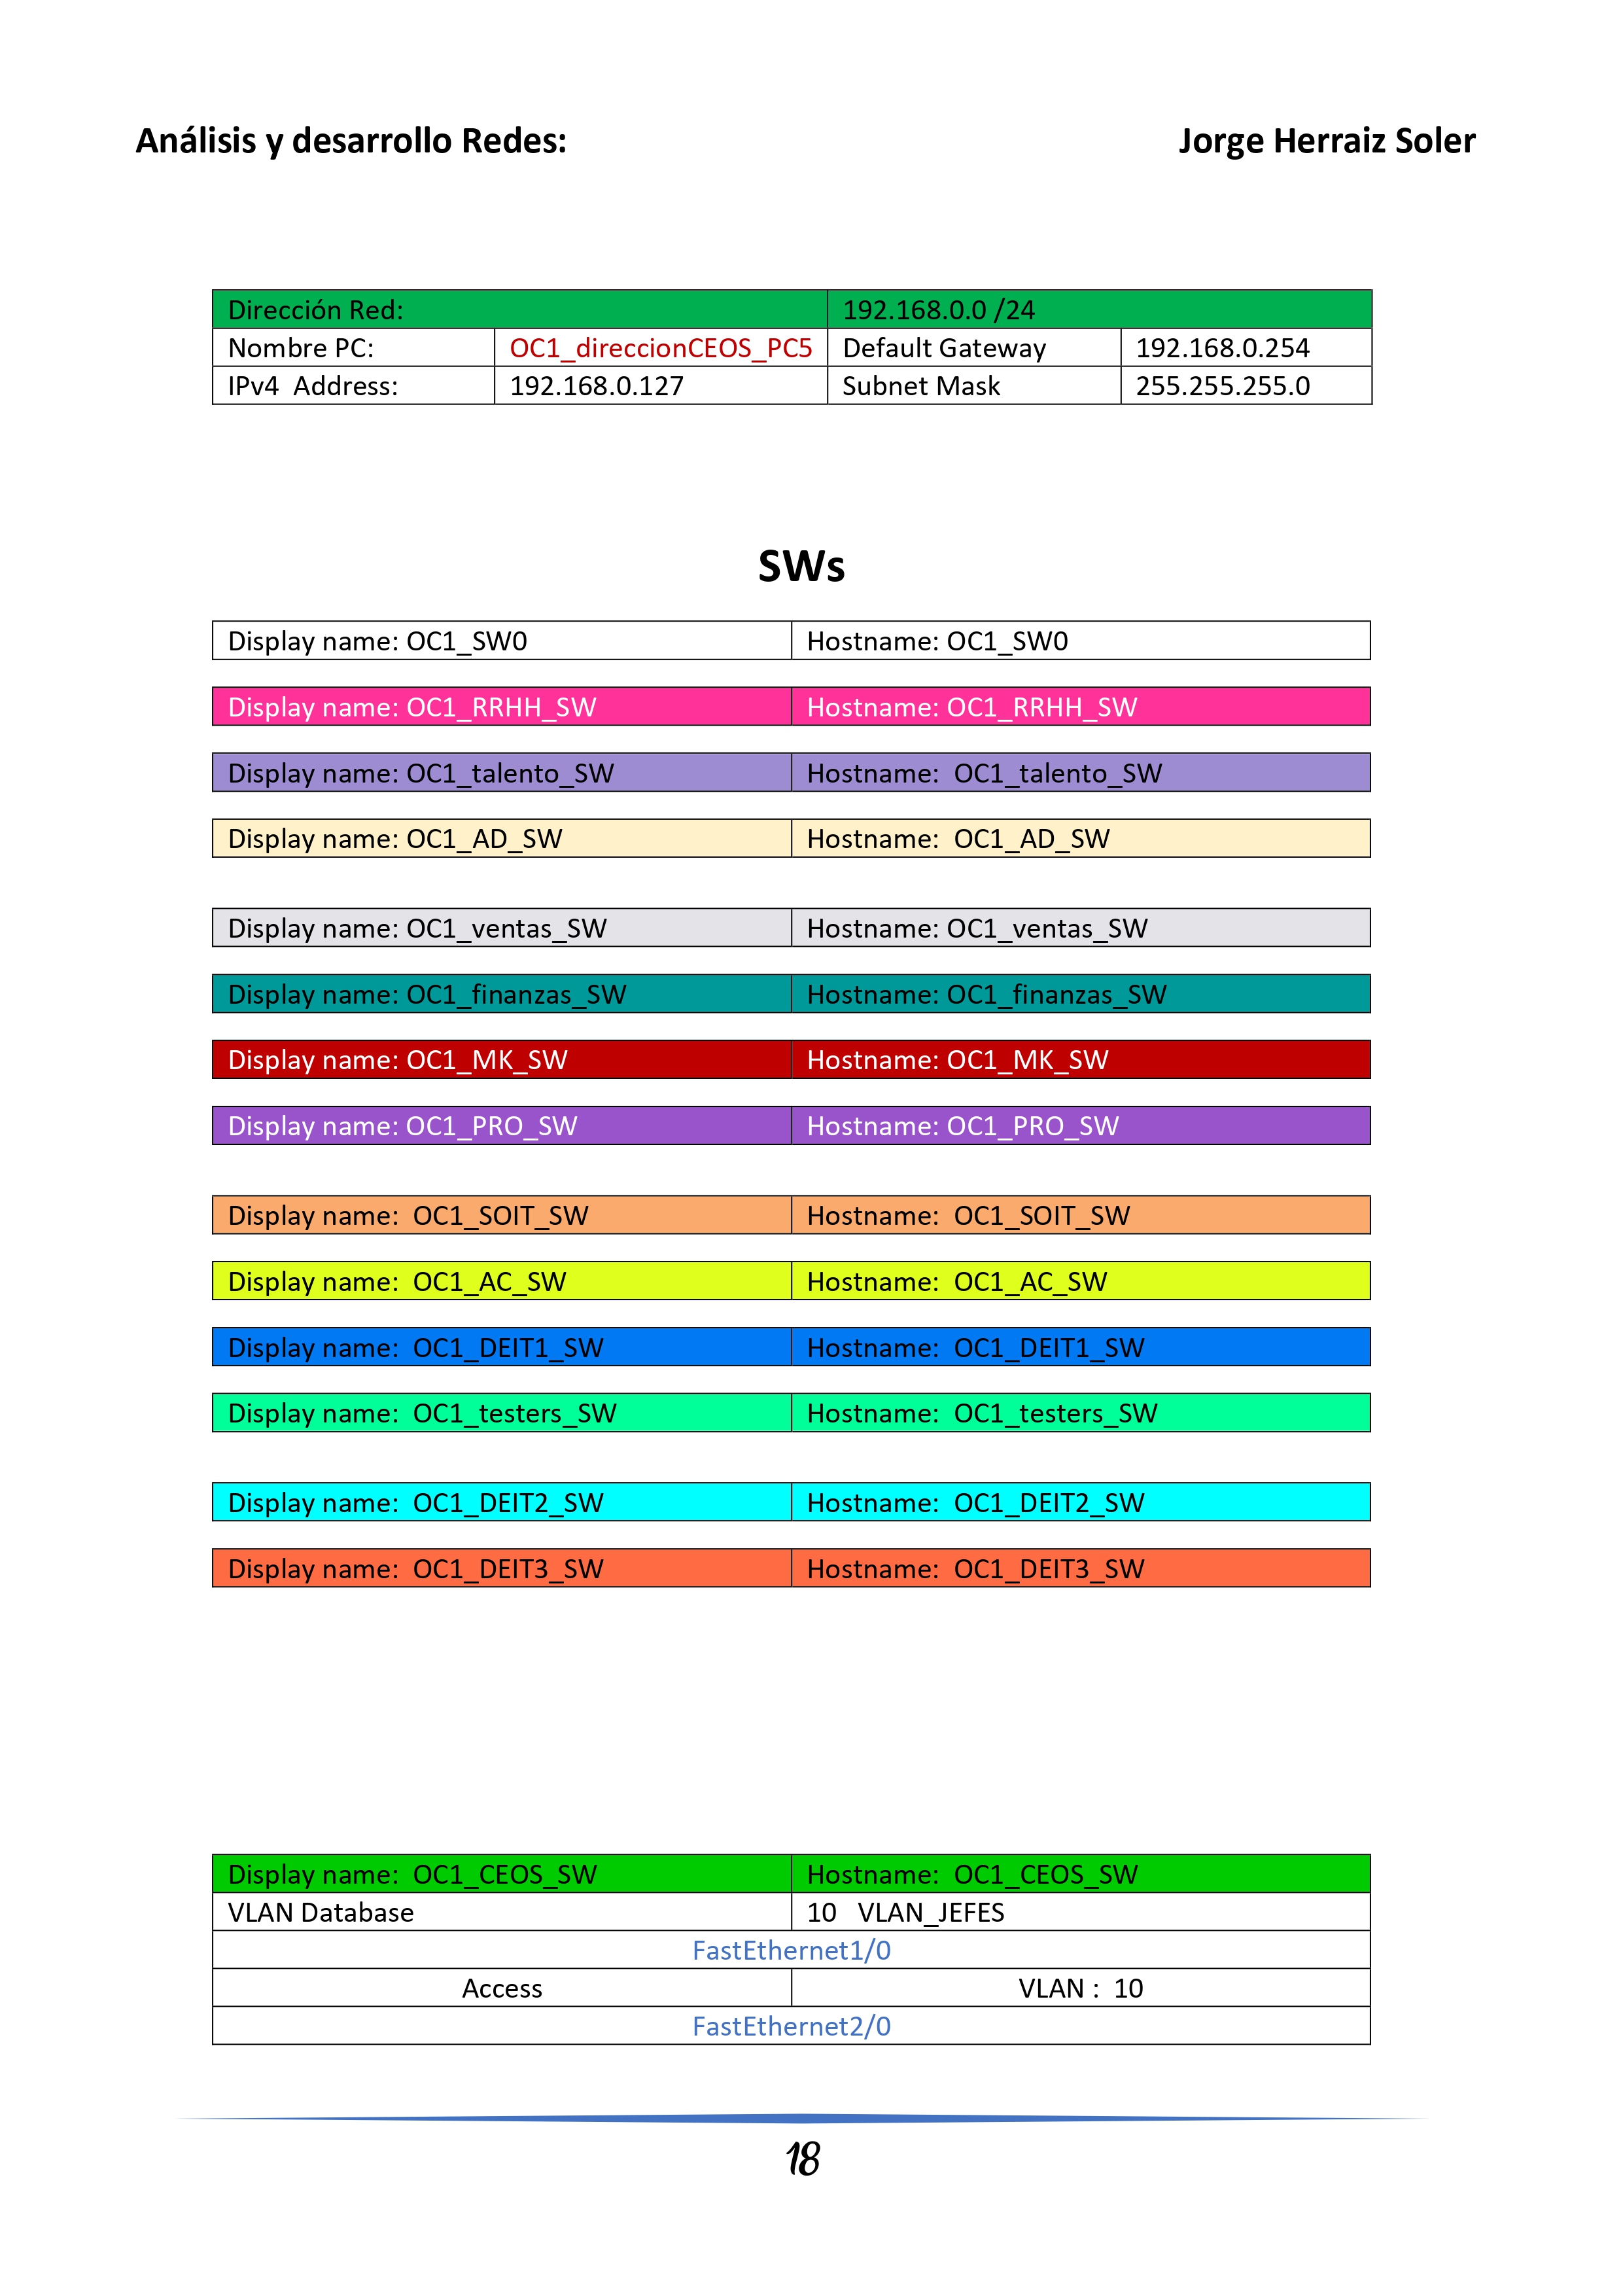 Análisis y desarrollo Redes: Jorge Herraiz Soler
Dirección Red: 192.168.0.0 /24
Nombre PC: OC1_direccionCEOS_PC5 Default Gateway 192.168.0.254
IPv4 Address: 192.168.0.127 Subnet Mask 255.255.255.0
SWs
Display name: OC1_SW0 Hostname: OC1_SW0
Display name: OC1_RRHH_SW Hostname: OC1_RRHH_SW
Display name: OC1_talento_SW Hostname: OC1_talento_SW
Display name: OC1_AD_SW Hostname: OC1_AD_SW
Display name: OC1_ventas_SW Hostname: OC1_ventas_SW
Display name: OC1_finanzas_SW Hostname: OC1_finanzas_SW
Display name: OC1_MK_SW Hostname: OC1_MK_SW
Display name: OC1_PRO_SW Hostname: OC1_PRO_SW
Display name: OC1_SOIT_SW Hostname: OC1_SOIT_SW
Display name: OC1_AC_SW Hostname: OC1_AC_SW
Display name: OC1_DEIT1_SW Hostname: OC1_DEIT1_SW
Display name: OC1_testers_SW Hostname: OC1_testers_SW
Display name: OC1_DEIT2_SW Hostname: OC1_DEIT2_SW
Display name: OC1_DEIT3_SW Hostname: OC1_DEIT3_SW
Display name: OC1_CEOS_SW Hostname: OC1_CEOS_SW
VLAN Database 10 VLAN_JEFES
FastEthernet1/0
Access VLAN : 10
FastEthernet2/0
18